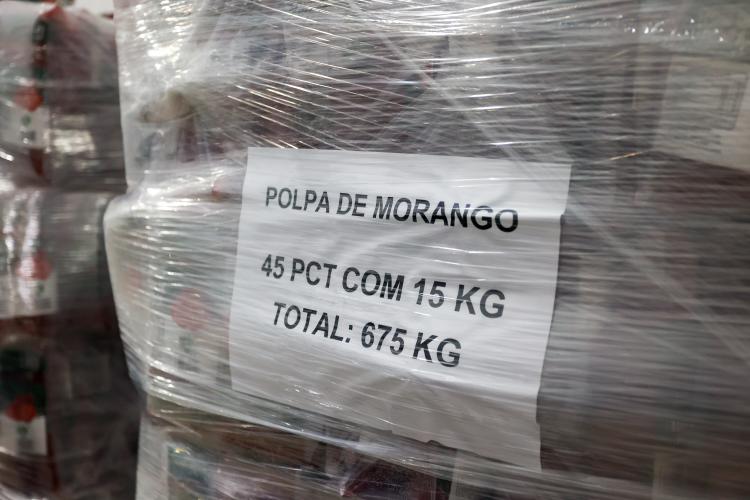 POLPA DE MORANGO
45 PCT COM 15 KG
TOTAL: 675 KG